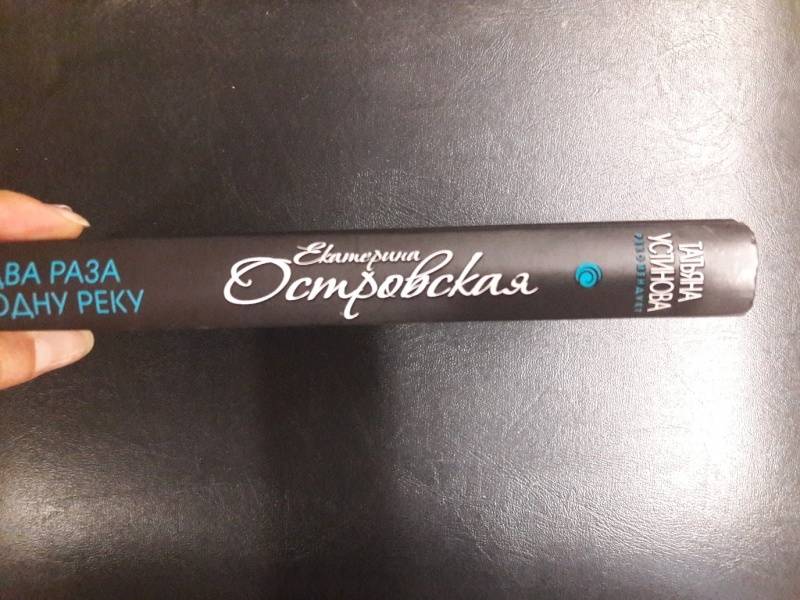 ДВА РАЗА
ОДНУ РЕКУ
Екатерина
Островская
ТАТЬЯНА
УСТИНОВА
РЕКОМЕНДУЕТ